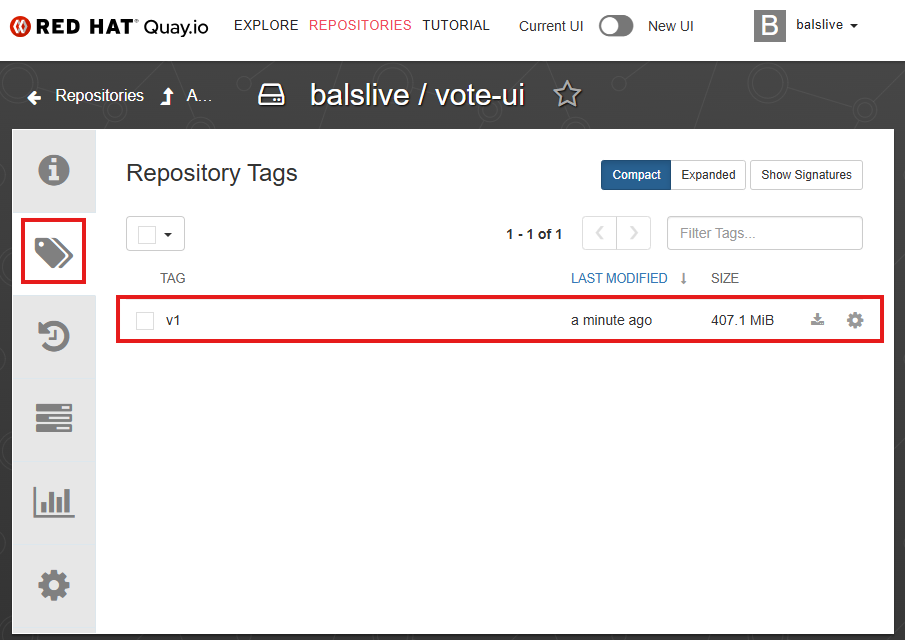 RED HAT® Quay.io EXPLORE REPOSITORIES TUTORIAL Current UI New UI B balslive
Repositories A... balslive / vote-ui
Repository Tags Compact Expanded Show Signatures
1 - 1 of 1 Filter Tags...
TAG LAST MODIFIED ↓ SIZE
v1 a minute ago 407.1 MiB